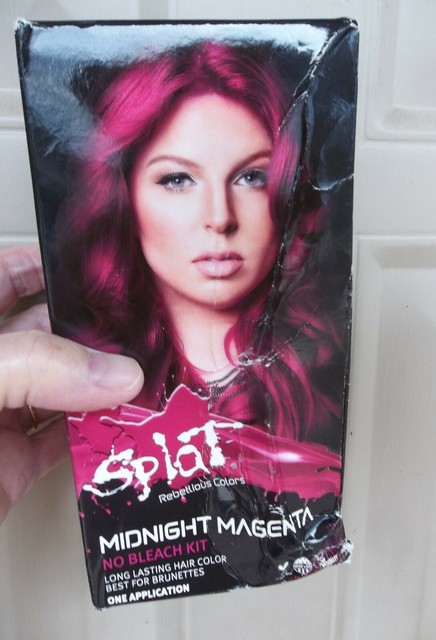 Splat
Rebellious Colors
MIDNIGHT MAGENTA
NO BLEACH KIT
LONG LASTING HAIR COLOR
BEST FOR BRUNETTES
ONE APPLICATION